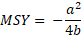 MSY = −a²/4b